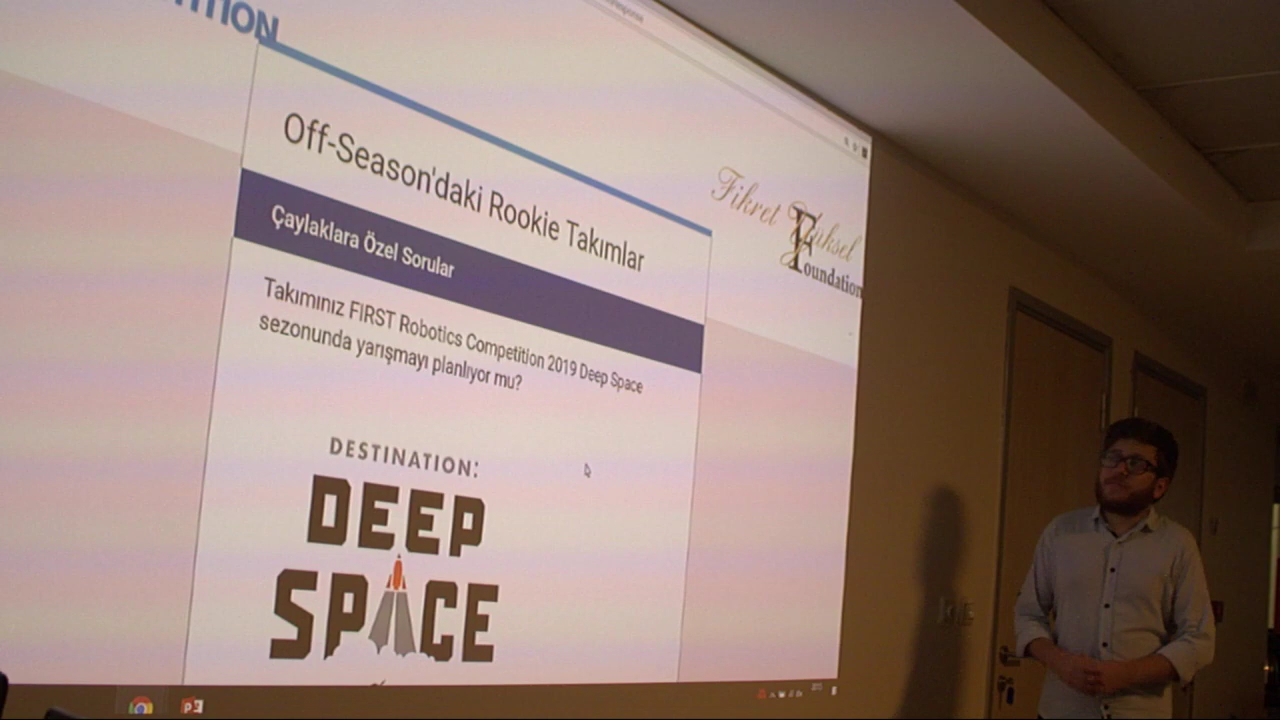 Off-Season'daki Rookie Takımlar
Çaylaklara Özel Sorular
Takımınız FIRST Robotics Competition 2019 Deep Space
sezonunda yarışmayı planlıyor mu?
DESTINATION:
DEEP
SPACE
Fikret Yüksel
Foundation